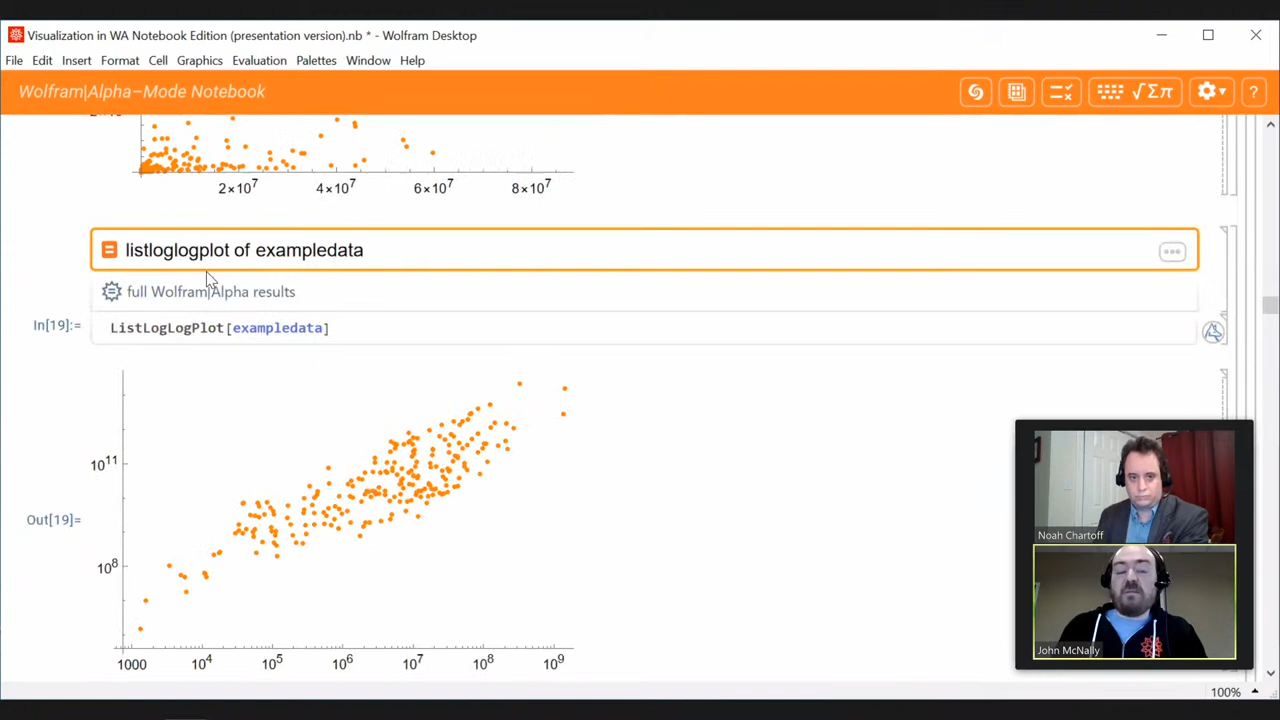 Visualization in WA Notebook Edition (presentation version).nb * - Wolfram Desktop
File Edit Insert Format Cell Graphics Evaluation Palettes Window Help
Wolfram|Alpha-Mode Notebook
√Σπ
?
2×10⁷ 4×10⁷ 6×10⁷ 8×10⁷
listloglogplot of exampledata
full Wolfram|Alpha results
In[19]:= ListLogLogPlot[exampledata]
10¹¹
Out[19]=
10⁸
1000 10⁴ 10⁵ 10⁶ 10⁷ 10⁸ 10⁹
Noah Chartoff
John McNally
100%